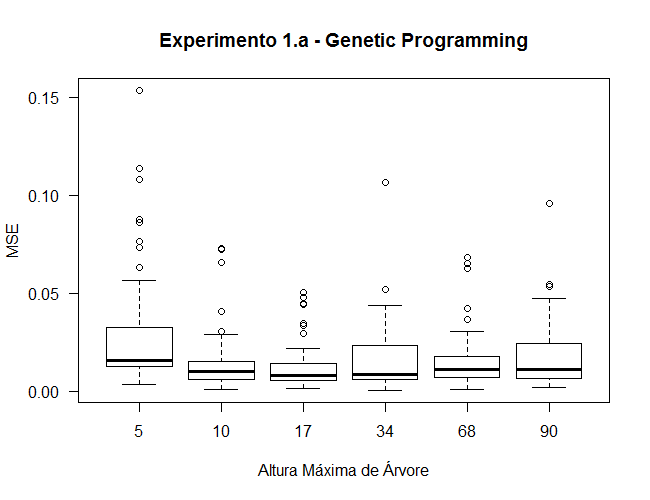 Experimento 1.a - Genetic Programming
MSE
0.15
0.10
0.05
0.00
5 10 17 34 68 90
Altura Máxima de Árvore